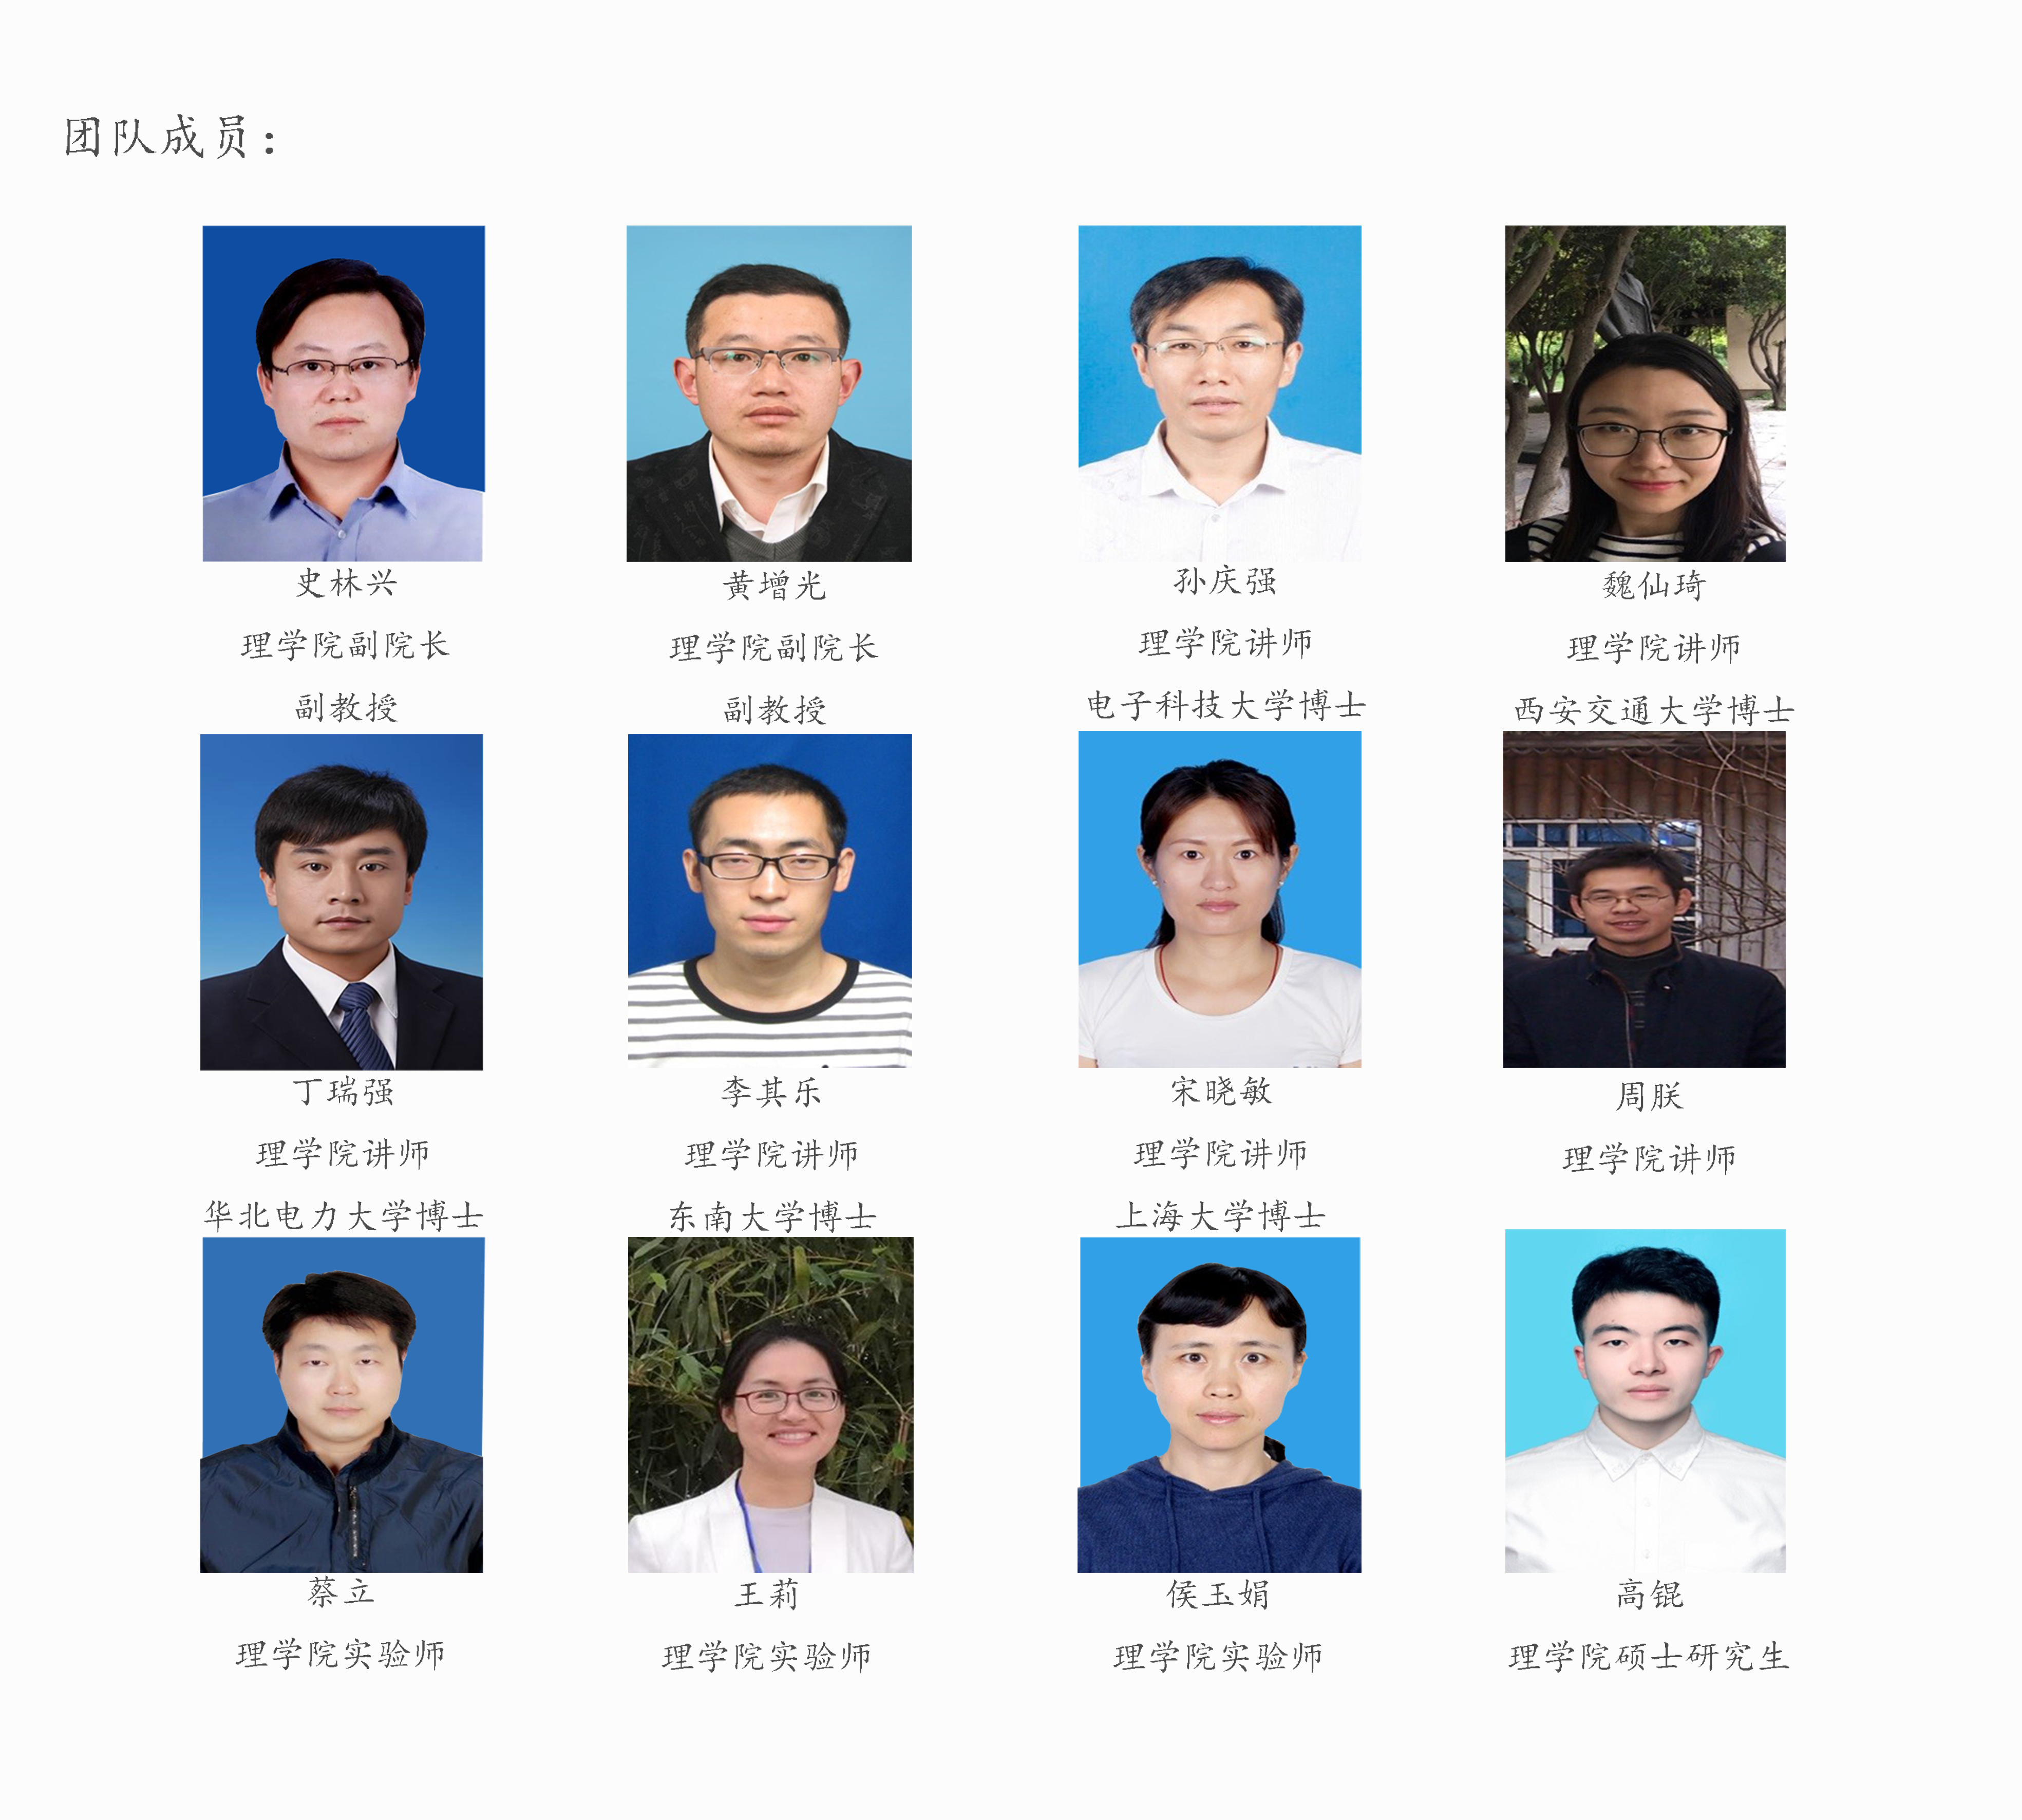 团队成员：
史林兴
理学院副院长
副教授
黄增光
理学院副院长
副教授
孙庆强
理学院讲师
电子科技大学博士
魏仙琦
理学院讲师
西安交通大学博士
丁瑞强
理学院讲师
华北电力大学博士
李其乐
理学院讲师
东南大学博士
宋晓敏
理学院讲师
上海大学博士
周朕
理学院讲师
蔡立
理学院实验师
王莉
理学院实验师
侯玉娟
理学院实验师
高锟
理学院硕士研究生